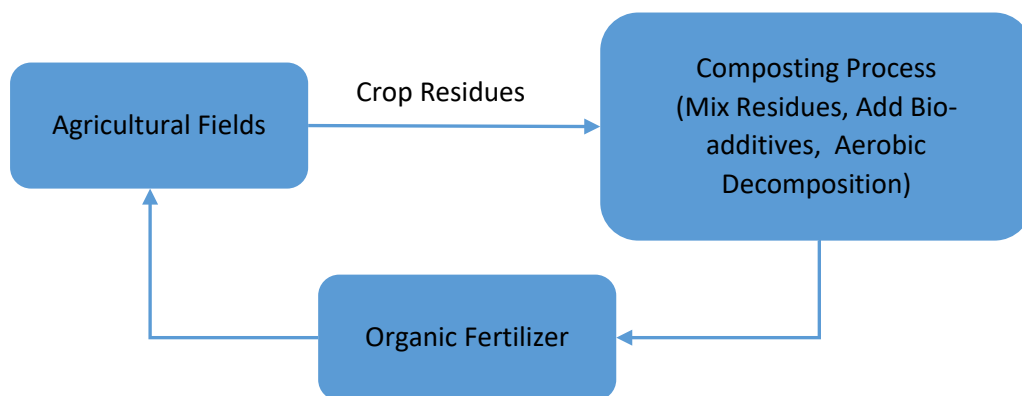 Agricultural Fields
Crop Residues
Composting Process
(Mix Residues, Add Bio-
additives,  Aerobic
Decomposition)
Organic Fertilizer